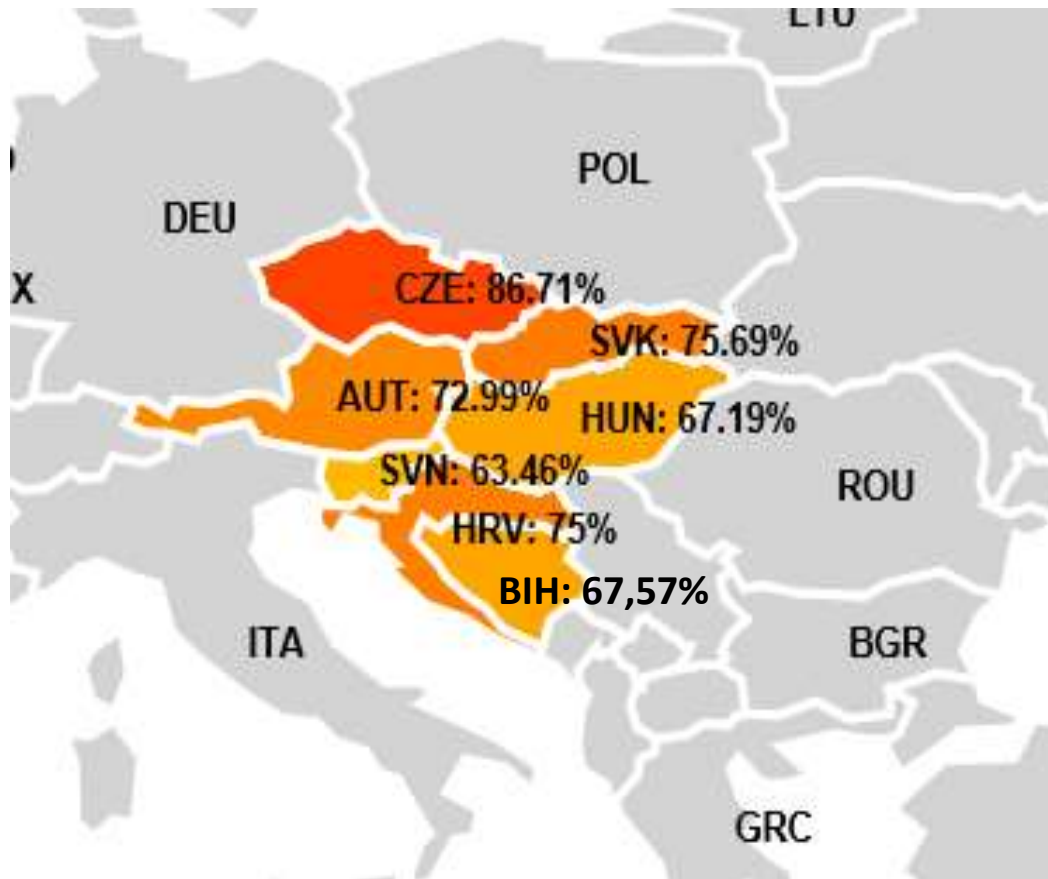 LTU
POL
DEU
X
CZE: 86.71%
SVK: 75.69%
AUT: 72.99%
HUN: 67.19%
SVN: 63.46%
ROU
HRV: 75%
BIH: 67,57%
ITA
BGR
GRC